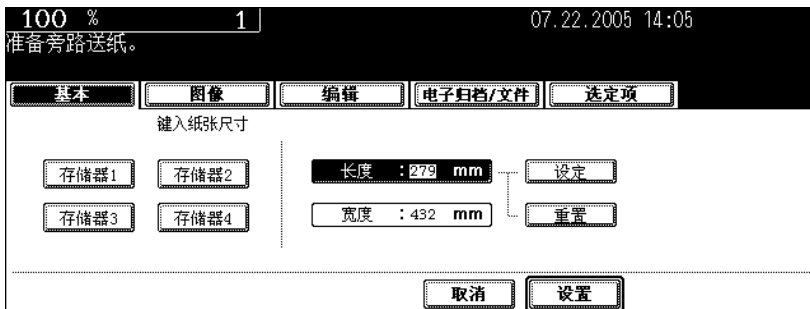 100 % 1 07.22.2005 14:05
准备旁路送纸。
基本 图像 编辑 电子归档/文件 选定项
键入纸张尺寸
存储器1 存储器2 长度 :279 mm 设定
存储器3 存储器4 宽度 :432 mm 重置
取消 设置